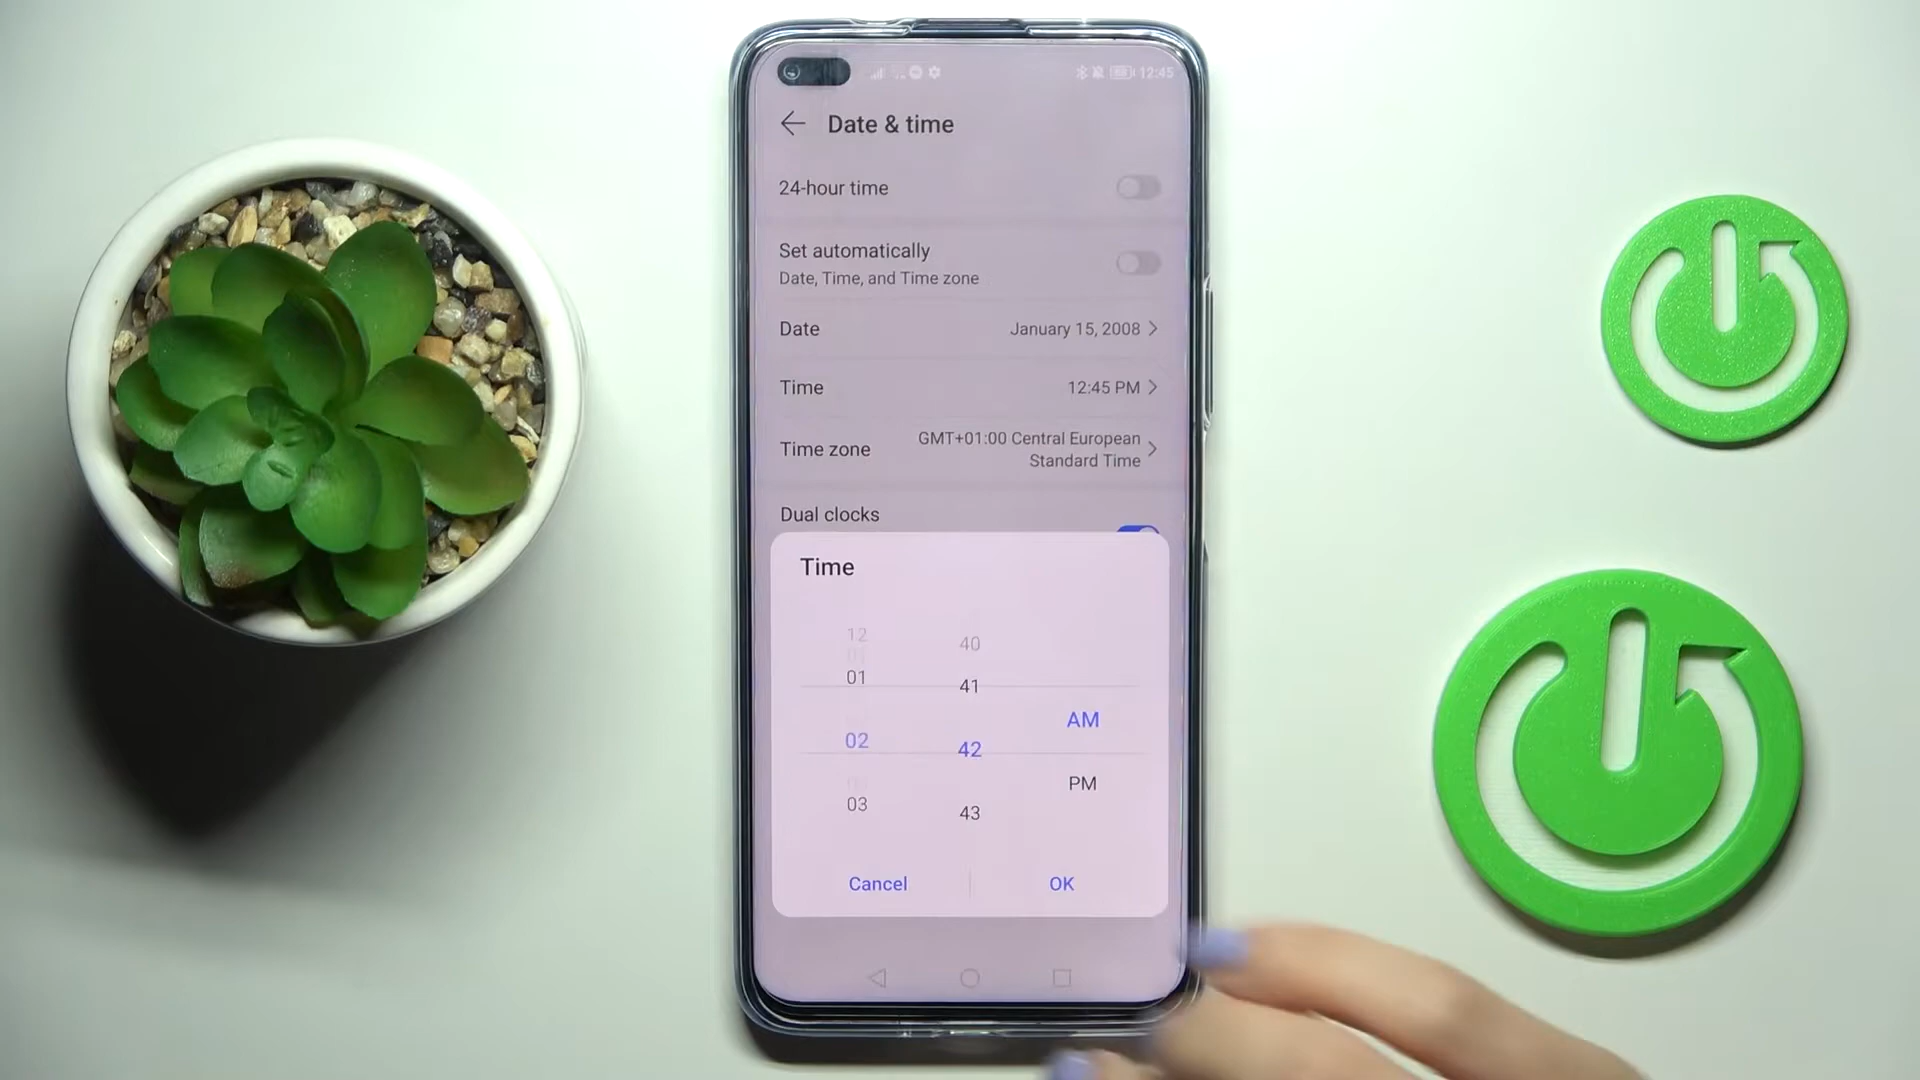 12:45
Date & time
24-hour time
Set automatically
Date, Time, and Time zone
Date
January 15, 2008
Time
12:45 PM
Time zone
GMT+01:00 Central European
Standard Time
Dual clocks
Time
12 40
01 41
02 42 AM
03 43 PM
Cancel
OK